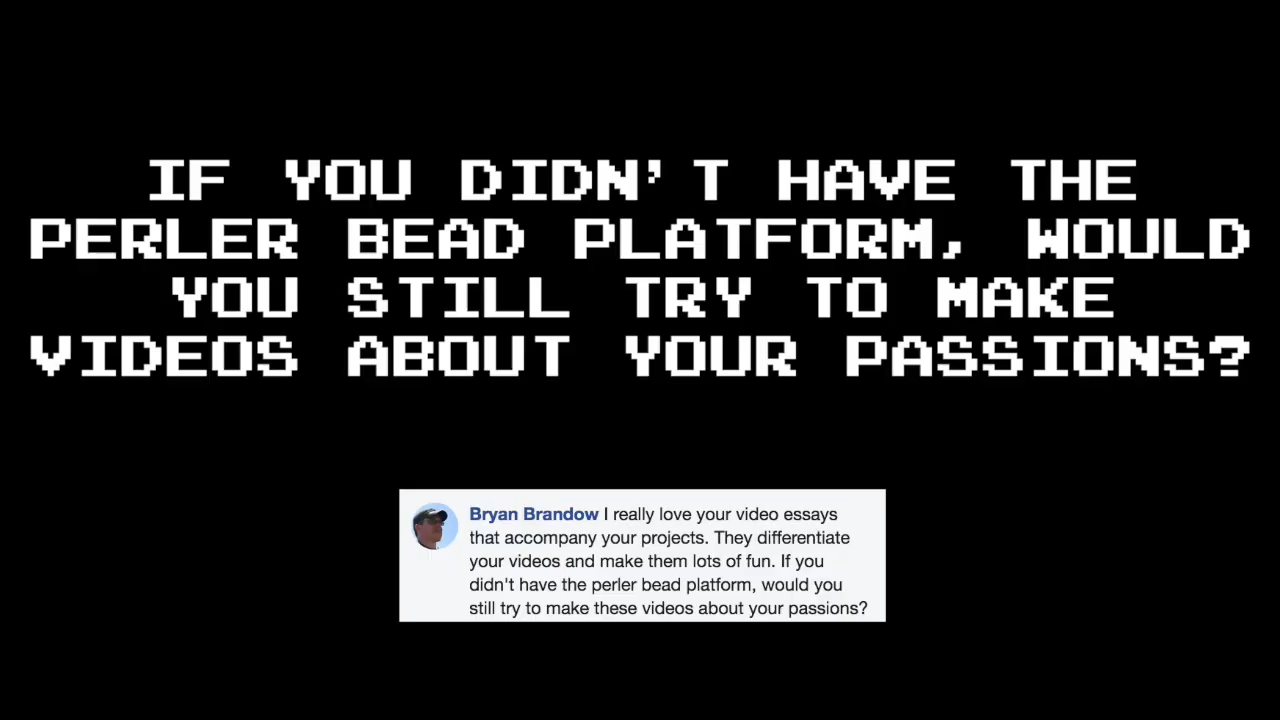 IF YOU DIDN'T HAVE THE
PERLER BEAD PLATFORM, WOULD
YOU STILL TRY TO MAKE
VIDEOS ABOUT YOUR PASSIONS?
Bryan Brandow I really love your video essays
that accompany your projects. They differentiate
your videos and make them lots of fun. If you
didn't have the perler bead platform, would you
still try to make these videos about your passions?